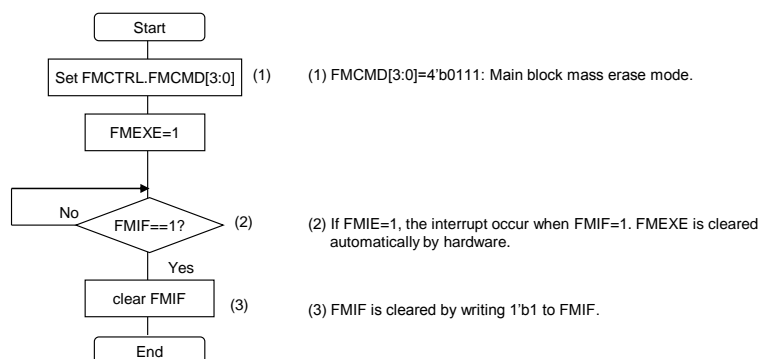 Start
Set FMCTRL.FMCMD[3:0]
(1)
(1) FMCMD[3:0]=4'b0111: Main block mass erase mode.
FMEXE=1
No
FMIF==1?
(2)
(2) If FMIE=1, the interrupt occur when FMIF=1. FMEXE is cleared
automatically by hardware.
Yes
clear FMIF
(3)
(3) FMIF is cleared by writing 1'b1 to FMIF.
End